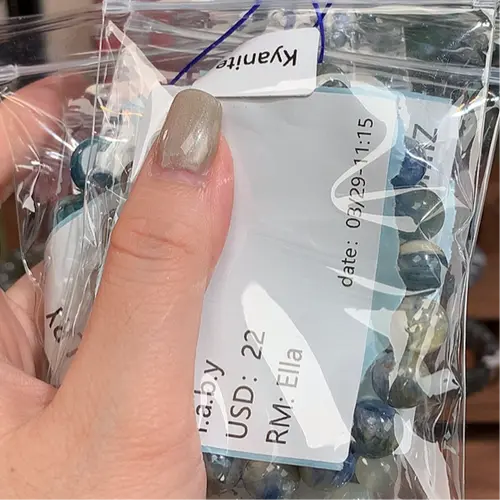 Kyanite
date: 03/29-11:15
r.a.b.y
USD: 22
RM: Ella